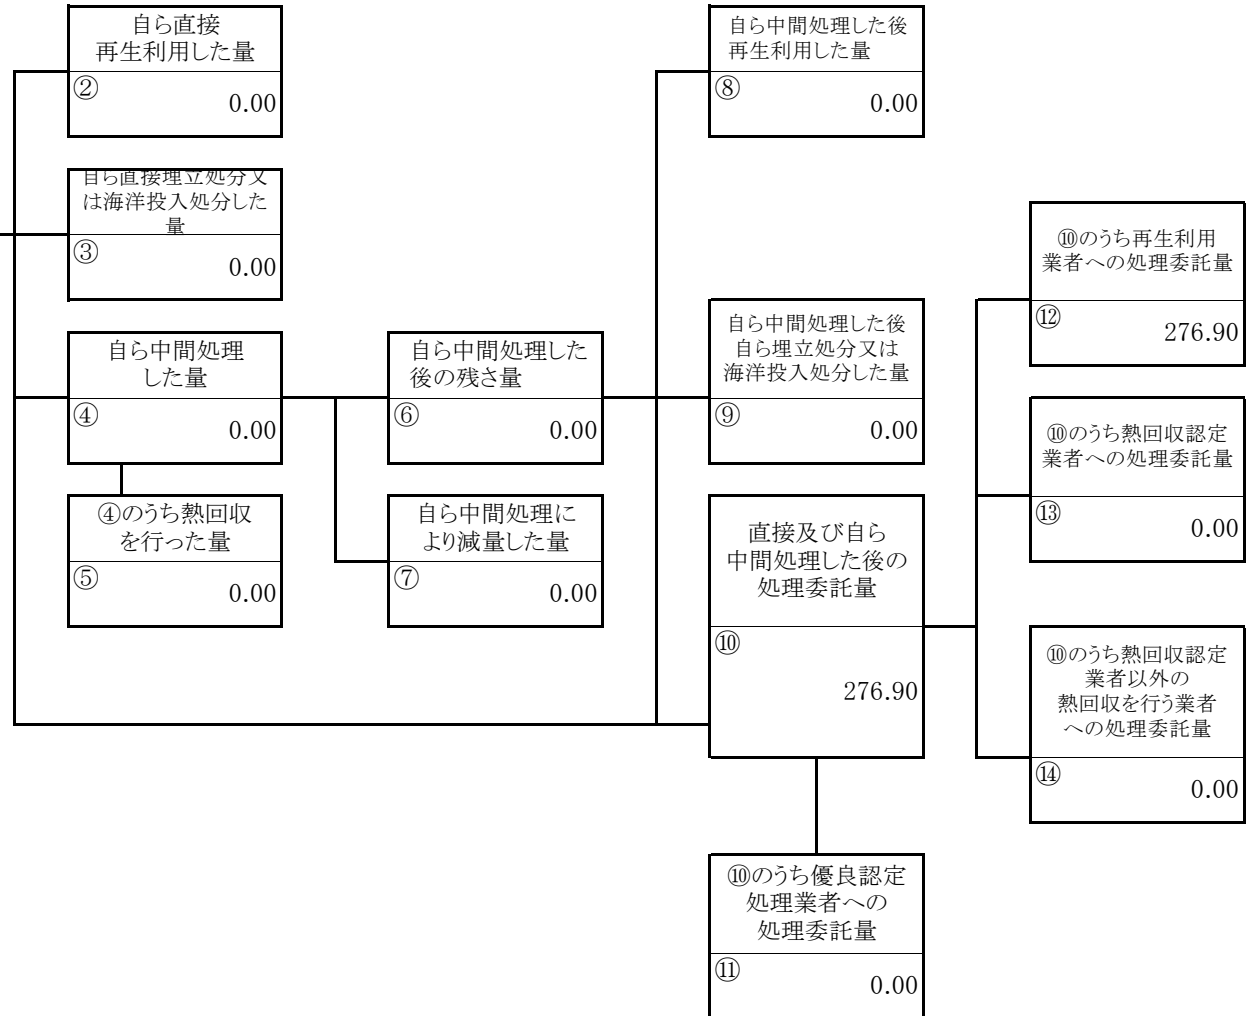 自ら直接
再生利用した量
②
0.00
自ら中間処理した後
再生利用した量
⑧
0.00
自ら直接埋立処分又
は海洋投入処分した
量
③
0.00
⑩のうち再生利用
業者への処理委託量
⑫
276.90
自ら中間処理
した量
④
0.00
自ら中間処理した
後の残さ量
⑥
0.00
自ら中間処理した後
自ら埋立処分又は
海洋投入処分した量
⑨
0.00
⑩のうち熱回収認定
業者への処理委託量
⑬
0.00
④のうち熱回収
を行った量
⑤
0.00
自ら中間処理に
より減量した量
⑦
0.00
直接及び自ら
中間処理した後の
処理委託量
⑩
276.90
⑩のうち熱回収認定
業者以外の
熱回収を行う業者
への処理委託量
⑭
0.00
⑩のうち優良認定
処理業者への
処理委託量
⑪
0.00